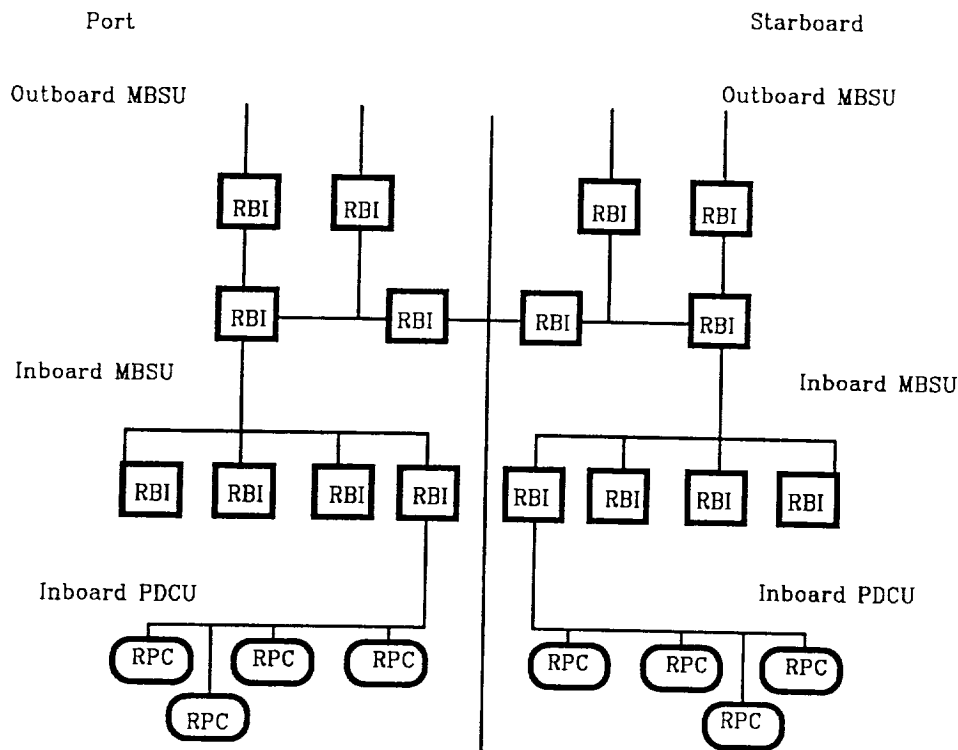 Port Starboard
Outboard MBSU Outboard MBSU
RBI RBI RBI RBI
RBI RBI RBI RBI
Inboard MBSU Inboard MBSU
RBI RBI RBI RBI RBI RBI RBI RBI
Inboard PDCU Inboard PDCU
RPC RPC RPC RPC RPC RPC
RPC RPC